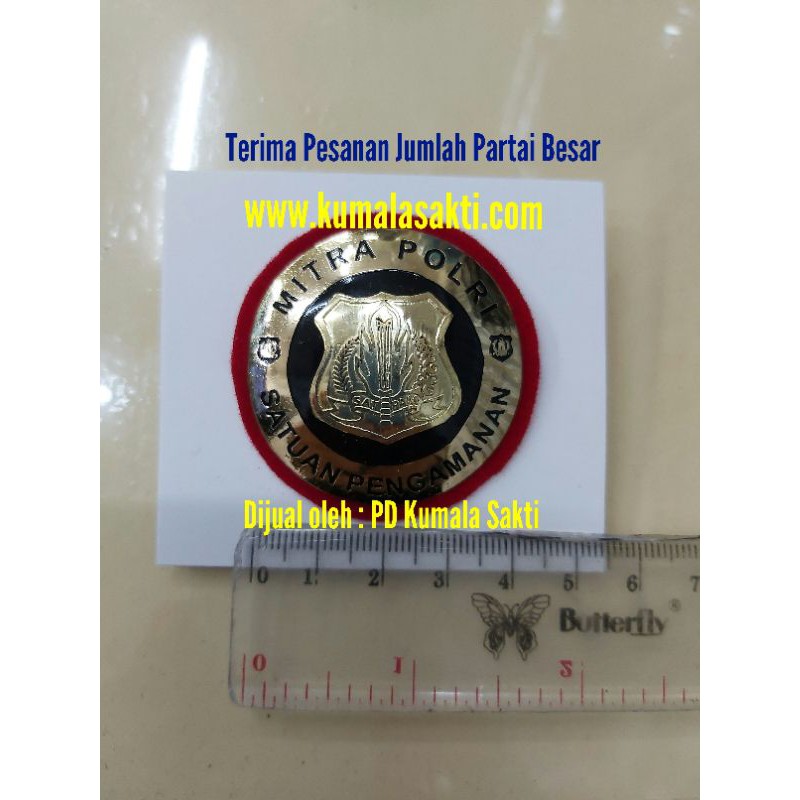 Terima Pesanan Jumlah Partai Besar
www.kumalasakti.com
MITRA POLRI
SATUAN PENGAMANAN
Dijual oleh : PD Kumala Sakti
0 1 2 3 4 5 6 7
Butterfly®
0 1 2